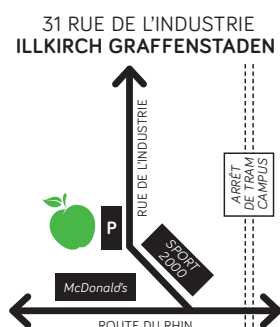 31 RUE DE L'INDUSTRIE
ILLKIRCH GRAFFENSTADEN
RUE DE L'INDUSTRIE
ARRÊT
DE TRAM
CAMPUS
P
SPORT
2000
McDonald's
ROUTE DU RHIN